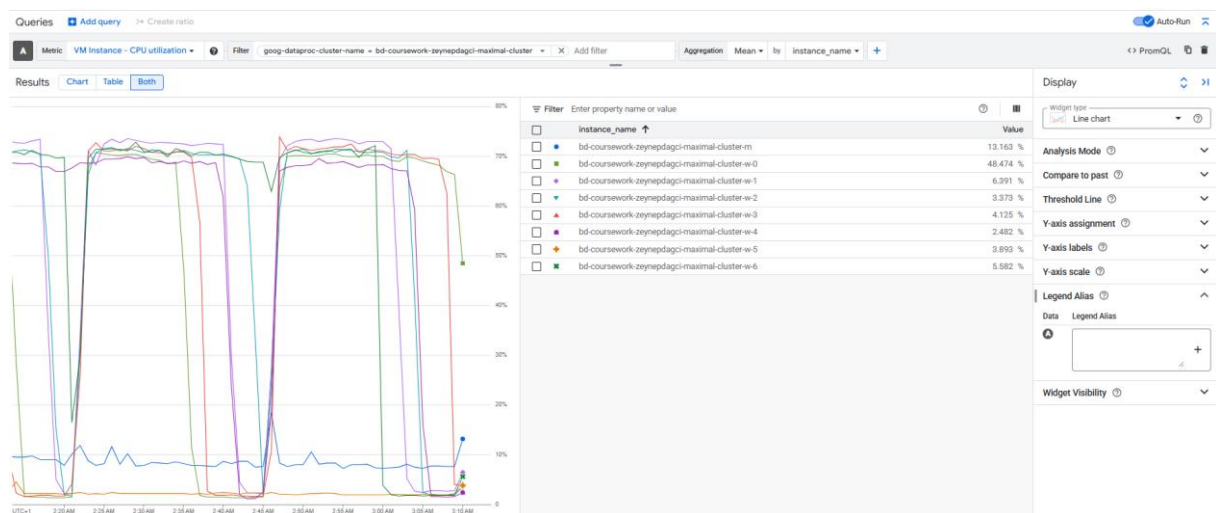 Queries Add query Create ratio Auto-Run
A Metric VM Instance - CPU utilization Filter goog-dataproc-cluster-name = bd-coursework-zeynepdagci-maximal-cluster Add filter Aggregation Mean by instance_name + <> PromQL
Results Chart Table Both
80%
70%
60%
50%
40%
30%
20%
10%
0
UTC+1 2:20 AM 2:25 AM 2:30 AM 2:35 AM 2:40 AM 2:45 AM 2:50 AM 2:55 AM 3:00 AM 3:05 AM 3:10 AM
Filter Enter property name or value
instance_name Value
bd-coursework-zeynepdagci-maximal-cluster-m 13.163 %
bd-coursework-zeynepdagci-maximal-cluster-w-0 48.474 %
bd-coursework-zeynepdagci-maximal-cluster-w-1 6.391 %
bd-coursework-zeynepdagci-maximal-cluster-w-2 3.373 %
bd-coursework-zeynepdagci-maximal-cluster-w-3 4.125 %
bd-coursework-zeynepdagci-maximal-cluster-w-4 2.482 %
bd-coursework-zeynepdagci-maximal-cluster-w-5 3.893 %
bd-coursework-zeynepdagci-maximal-cluster-w-6 5.582 %
Display
Widget type
Line chart
Analysis Mode
Compare to past
Threshold Line
Y-axis assignment
Y-axis labels
Y-axis scale
Legend Alias
Data Legend Alias
A
Widget Visibility